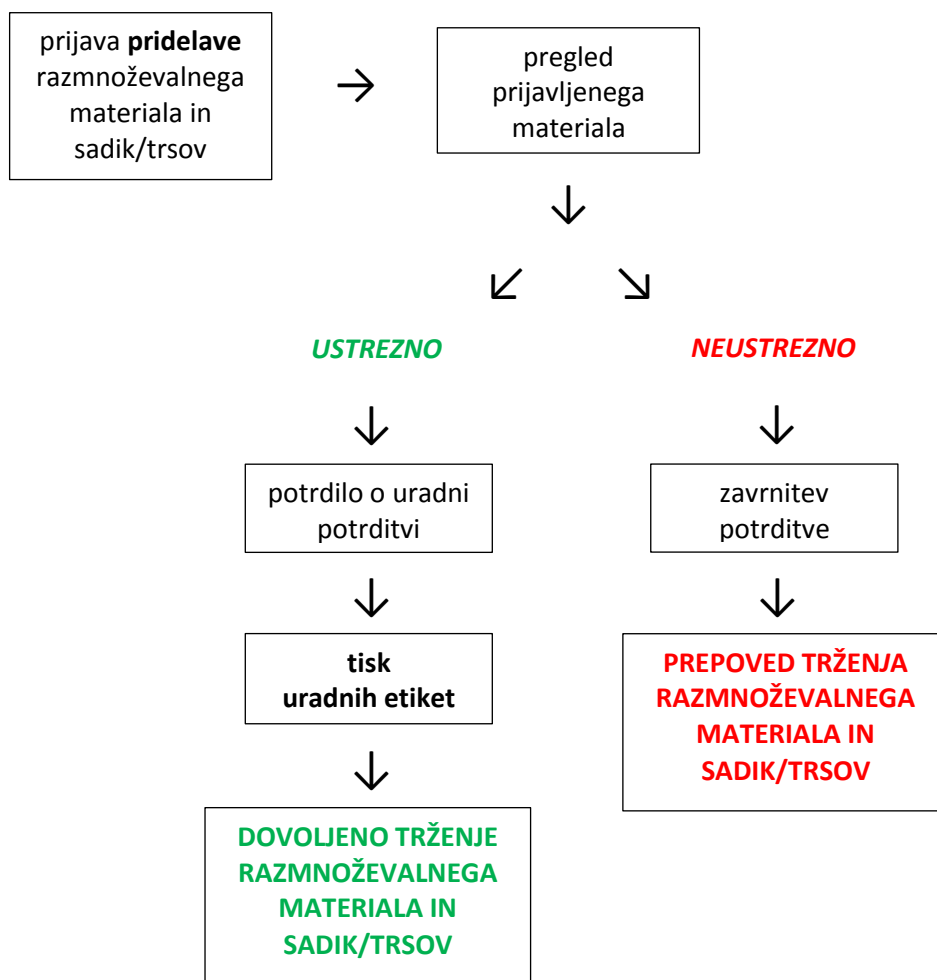 prijava pridelave
razmnoževalnega
materiala in
sadik/trsov
pregled
prijavljenega
materiala
USTREZNO
NEUSTREZNO
potrdilo o uradni
potrditvi
zavrnitev
potrditve
tisk
uradnih etiket
PREPOVED TRŽENJA
RAZMNOŽEVALNEGA
MATERIALA IN
SADIK/TRSOV
DOVOLJENO TRŽENJE
RAZMNOŽEVALNEGA
MATERIALA IN
SADIK/TRSOV